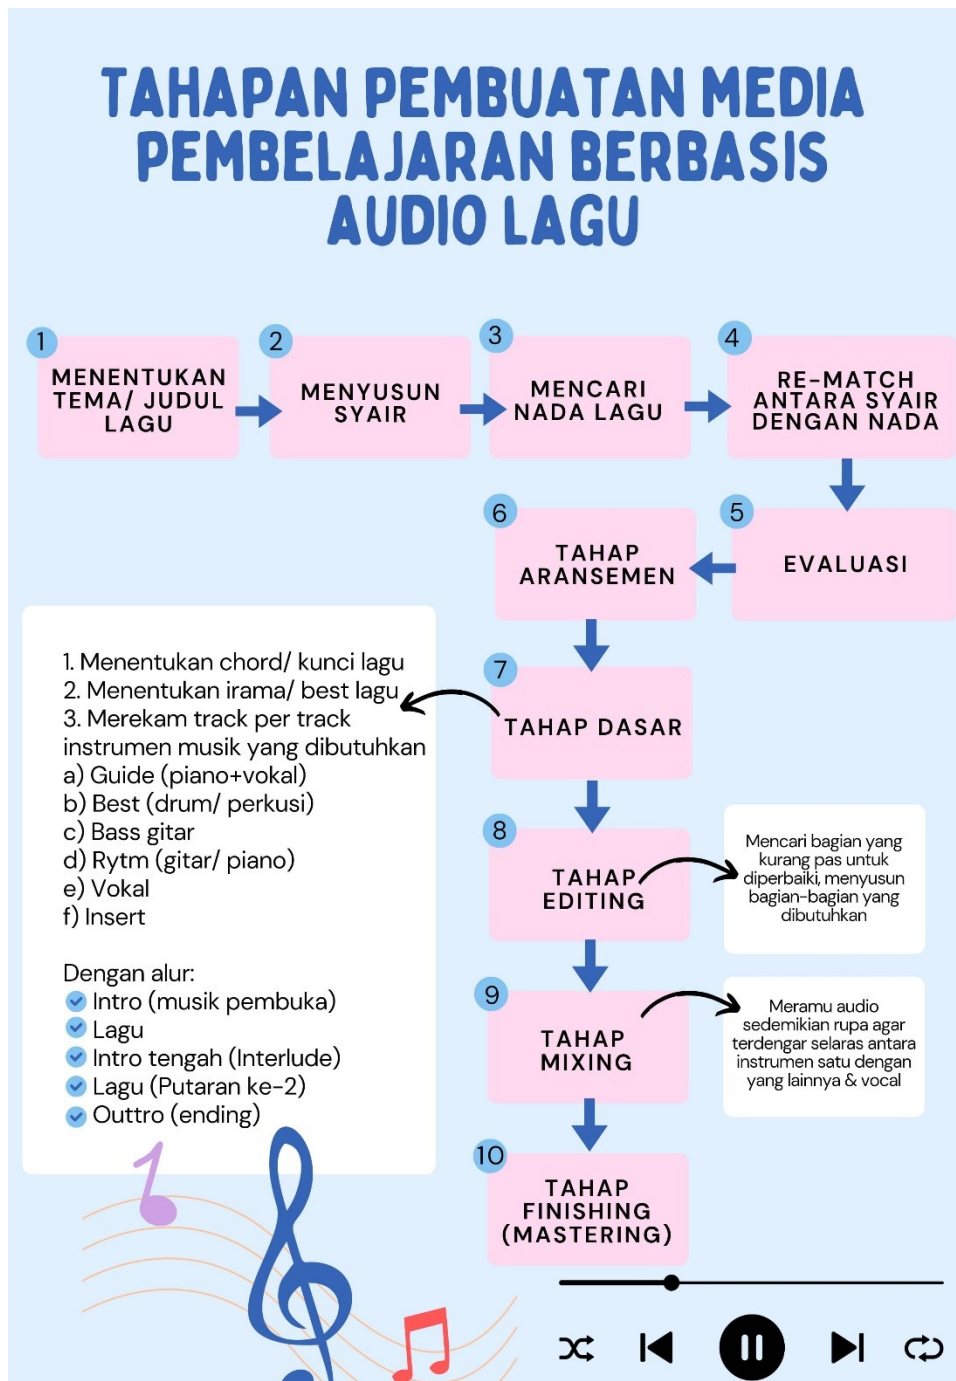 TAHAPAN PEMBUATAN MEDIA
PEMBELAJARAN BERBASIS
AUDIO LAGU
1
MENENTUKAN
TEMA/ JUDUL
LAGU
2
MENYUSUN
SYAIR
3
MENCARI
NADA LAGU
4
RE-MATCH
ANTARA SYAIR
DENGAN NADA
5
EVALUASI
6
TAHAP
ARANSEMEN
7
TAHAP DASAR
1. Menentukan chord/ kunci lagu
2. Menentukan irama/ best lagu
3. Merekam track per track
instrumen musik yang dibutuhkan
a) Guide (piano+vokal)
b) Best (drum/ perkusi)
c) Bass gitar
d) Rytm (gitar/ piano)
e) Vokal
f) Insert
Dengan alur:
Intro (musik pembuka)
Lagu
Intro tengah (Interlude)
Lagu (Putaran ke-2)
Outtro (ending)
8
TAHAP
EDITING
Mencari bagian yang
kurang pas untuk
diperbaiki, menyusun
bagian-bagian yang
dibutuhkan
9
TAHAP
MIXING
Meramu audio
sedemikian rupa agar
terdengar selaras antara
instrumen satu dengan
yang lainnya & vocal
10
TAHAP
FINISHING
(MASTERING)